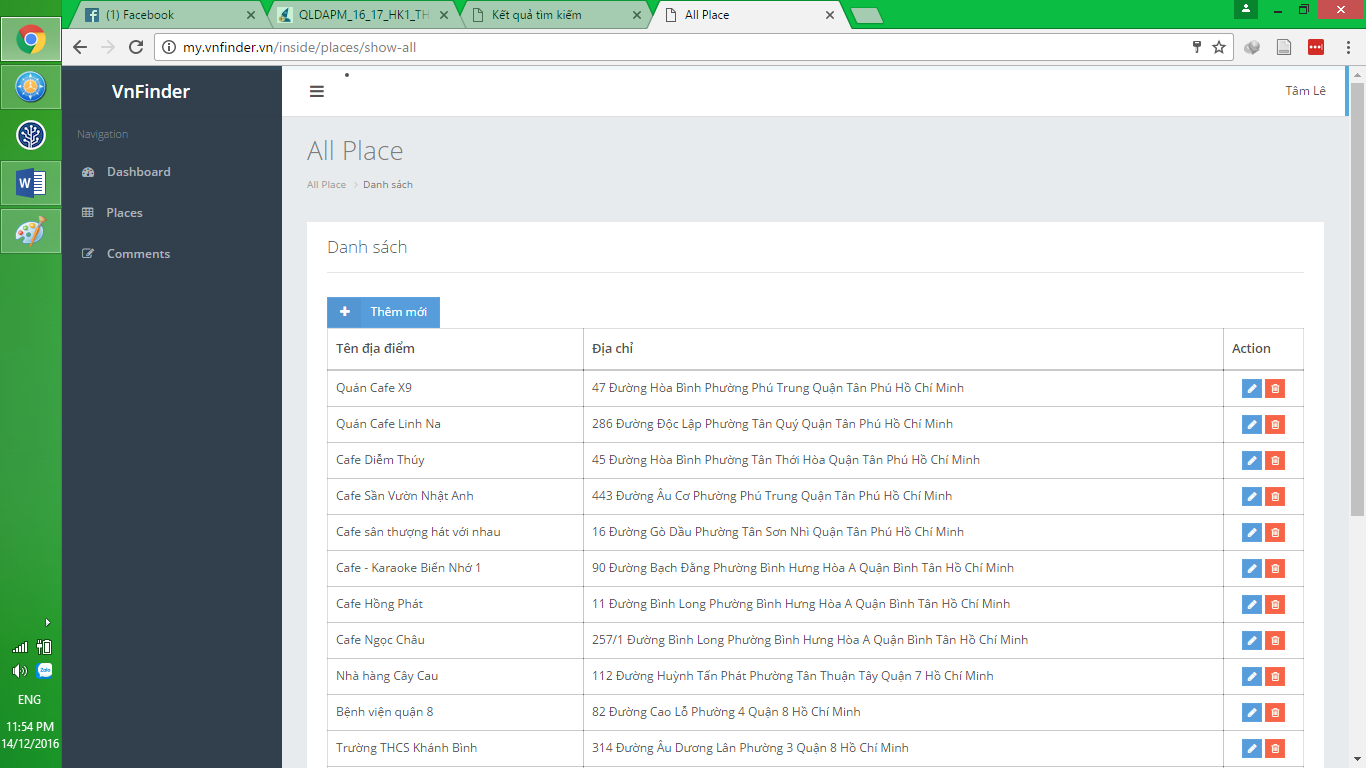 (1) Facebook
QLDAPM_16_17_HK1_TH
Kết quả tìm kiếm
All Place
my.vnfinder.vn/inside/places/show-all
VnFinder
Tâm Lê
Navigation
Dashboard
Places
Comments
All Place
All Place > Danh sách
Danh sách
+ Thêm mới
Tên địa điểm Địa chỉ Action
Quán Cafe X9 47 Đường Hòa Bình Phường Phú Trung Quận Tân Phú Hồ Chí Minh
Quán Cafe Linh Na 286 Đường Độc Lập Phường Tân Quý Quận Tân Phú Hồ Chí Minh
Cafe Diễm Thúy 45 Đường Hòa Bình Phường Tân Thới Hòa Quận Tân Phú Hồ Chí Minh
Cafe Sần Vườn Nhật Anh 443 Đường Âu Cơ Phường Phú Trung Quận Tân Phú Hồ Chí Minh
Cafe sân thượng hát với nhau 16 Đường Gò Dầu Phường Tân Sơn Nhì Quận Tân Phú Hồ Chí Minh
Cafe - Karaoke Biển Nhớ 1 90 Đường Bạch Đằng Phường Bình Hưng Hòa A Quận Bình Tân Hồ Chí Minh
Cafe Hồng Phát 11 Đường Bình Long Phường Bình Hưng Hòa A Quận Bình Tân Hồ Chí Minh
Cafe Ngọc Châu 257/1 Đường Bình Long Phường Bình Hưng Hòa A Quận Bình Tân Hồ Chí Minh
Nhà hàng Cây Cau 112 Đường Huỳnh Tấn Phát Phường Tân Thuận Tây Quận 7 Hồ Chí Minh
Bệnh viện quận 8 82 Đường Cao Lỗ Phường 4 Quận 8 Hồ Chí Minh
Trường THCS Khánh Bình 314 Đường Âu Dương Lân Phường 3 Quận 8 Hồ Chí Minh
Zalo
ENG
11:54 PM
14/12/2016